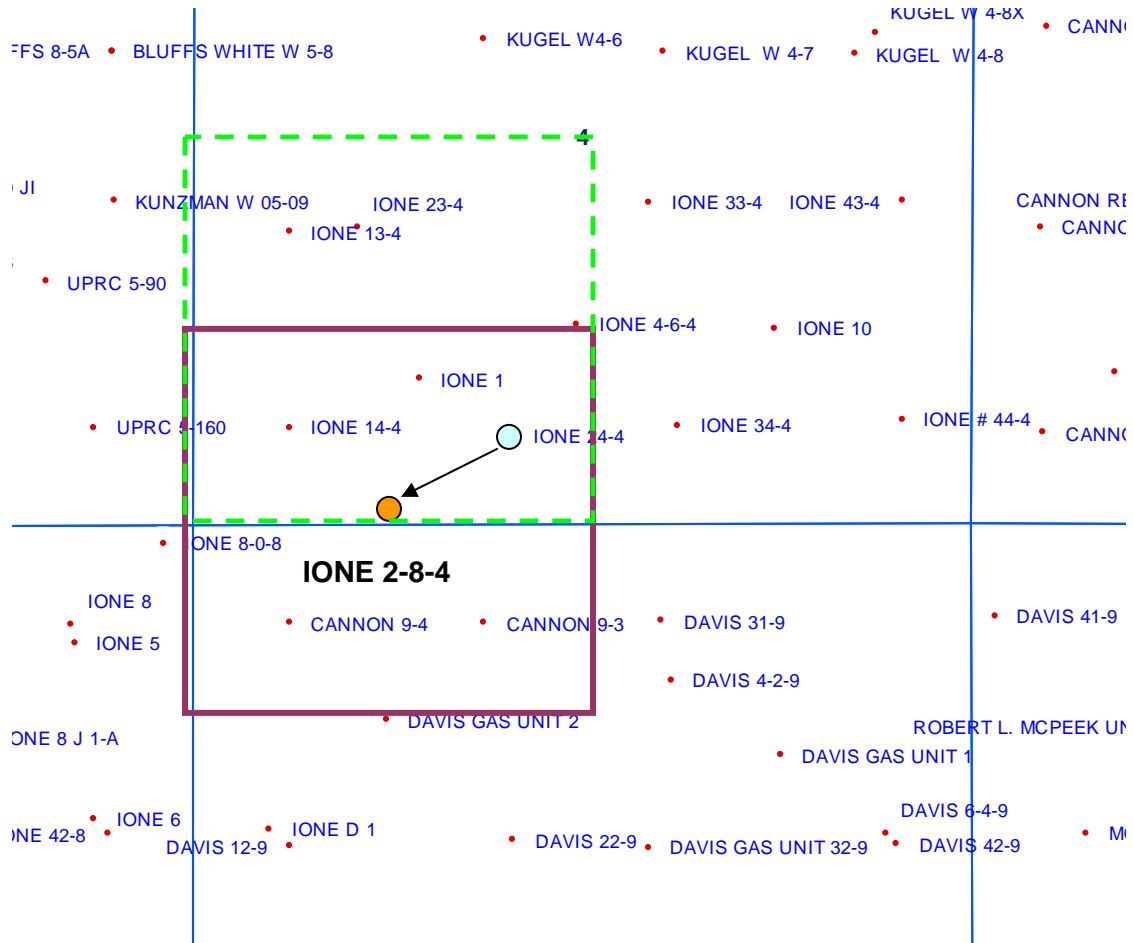 KUGEL W 4-8X
CANNO
FFS 8-5A
BLUFFS WHITE W 5-8
KUGEL W4-6
KUGEL W 4-7
KUGEL W 4-8
4
JI
KUNZMAN W 05-09
IONE 23-4
IONE 13-4
IONE 33-4
IONE 43-4
CANNON RE
CANNO
UPRC 5-90
IONE 4-6-4
IONE 10
IONE 1
UPRC 5-160
IONE 14-4
IONE 24-4
IONE 34-4
IONE # 44-4
CANNO
IONE 8-0-8
IONE 2-8-4
IONE 8
IONE 5
CANNON 9-4
CANNON 9-3
DAVIS 31-9
DAVIS 41-9
DAVIS 4-2-9
DAVIS GAS UNIT 2
ONE 8 J 1-A
ROBERT L. MCPEEK UN
DAVIS GAS UNIT 1
IONE 6
ONE 42-8
DAVIS 12-9
IONE D 1
DAVIS 22-9
DAVIS GAS UNIT 32-9
DAVIS 6-4-9
DAVIS 42-9
M